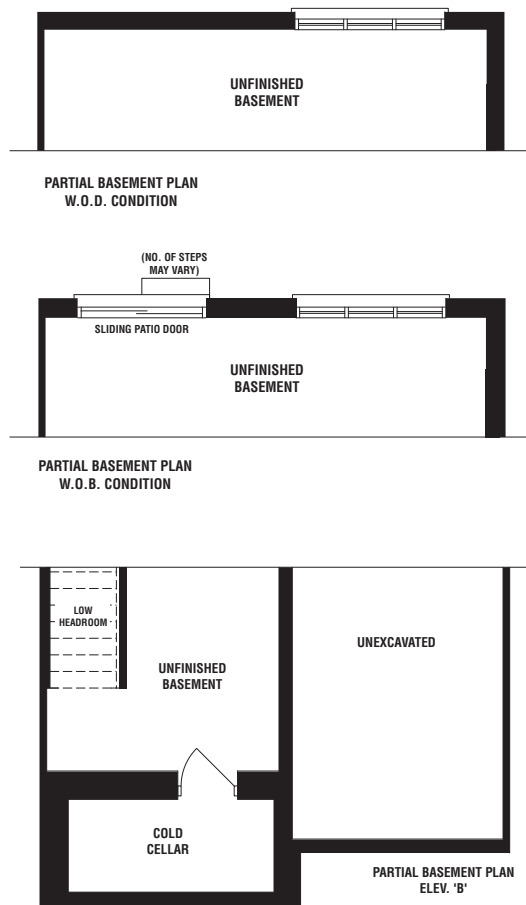 UNFINISHED
BASEMENT
PARTIAL BASEMENT PLAN
W.O.D. CONDITION
(NO. OF STEPS
MAY VARY)
SLIDING PATIO DOOR
UNFINISHED
BASEMENT
PARTIAL BASEMENT PLAN
W.O.B. CONDITION
LOW
HEADROOM
UNFINISHED
BASEMENT
UNEXCAVATED
COLD
CELLAR
PARTIAL BASEMENT PLAN
ELEV. 'B'